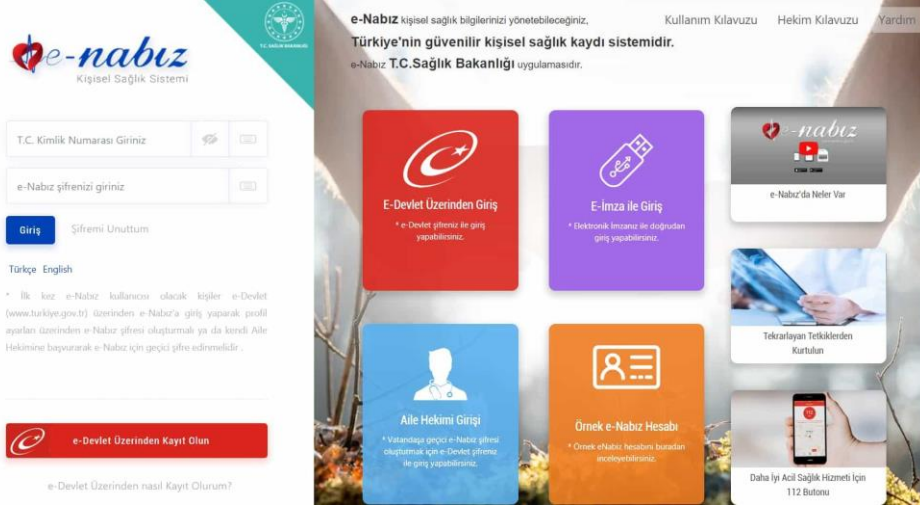 e-nabız
Kişisel Sağlık Sistemi
T.C. SAĞLIK BAKANLIĞI
T.C. Kimlik Numarası Giriniz
e-Nabız şifrenizi giriniz
Giriş
Şifremi Unuttum
Türkçe English
* İlk kez e-Nabız kullanıcısı olacak kişiler e-Devlet
(www.turkiye.gov.tr) üzerinden e-Nabız'a giriş yaparak profil
ayarları üzerinden e-Nabız şifresi oluşturmalı ya da kendi Aile
Hekimine başvurarak e-Nabız için geçici şifre edinmelidir .
e-Devlet Üzerinden Kayıt Olun
e-Devlet Üzerinden nasıl Kayıt Olurum?
e-Nabız kişisel sağlık bilgilerinizi yönetebileceğiniz,
Türkiye'nin güvenilir kişisel sağlık kaydı sistemidir.
e-Nabız T.C.Sağlık Bakanlığı uygulamasıdır.
Kullanım Kılavuzu
Hekim Kılavuzu
Yardım
E-Devlet Üzerinden Giriş
* e-Devlet şifreniz ile giriş
yapabilirsiniz.
E-İmza ile Giriş
* Elektronik İmzanız ile doğrudan
giriş yapabilirsiniz.
e-nabız
e-Nabız'da Neler Var
Tekrarlayan Tetkiklerden
Kurtulun
Aile Hekimi Girişi
* Vatandaşa geçici e-Nabız şifresi
oluşturmak için e-Devlet şifreniz
ile giriş yapabilirsiniz.
Örnek e-Nabız Hesabı
* Örnek eNabız hesabını buradan
inceleyebilirsiniz.
112
Daha İyi Acil Sağlık Hizmeti İçin
112 Butonu